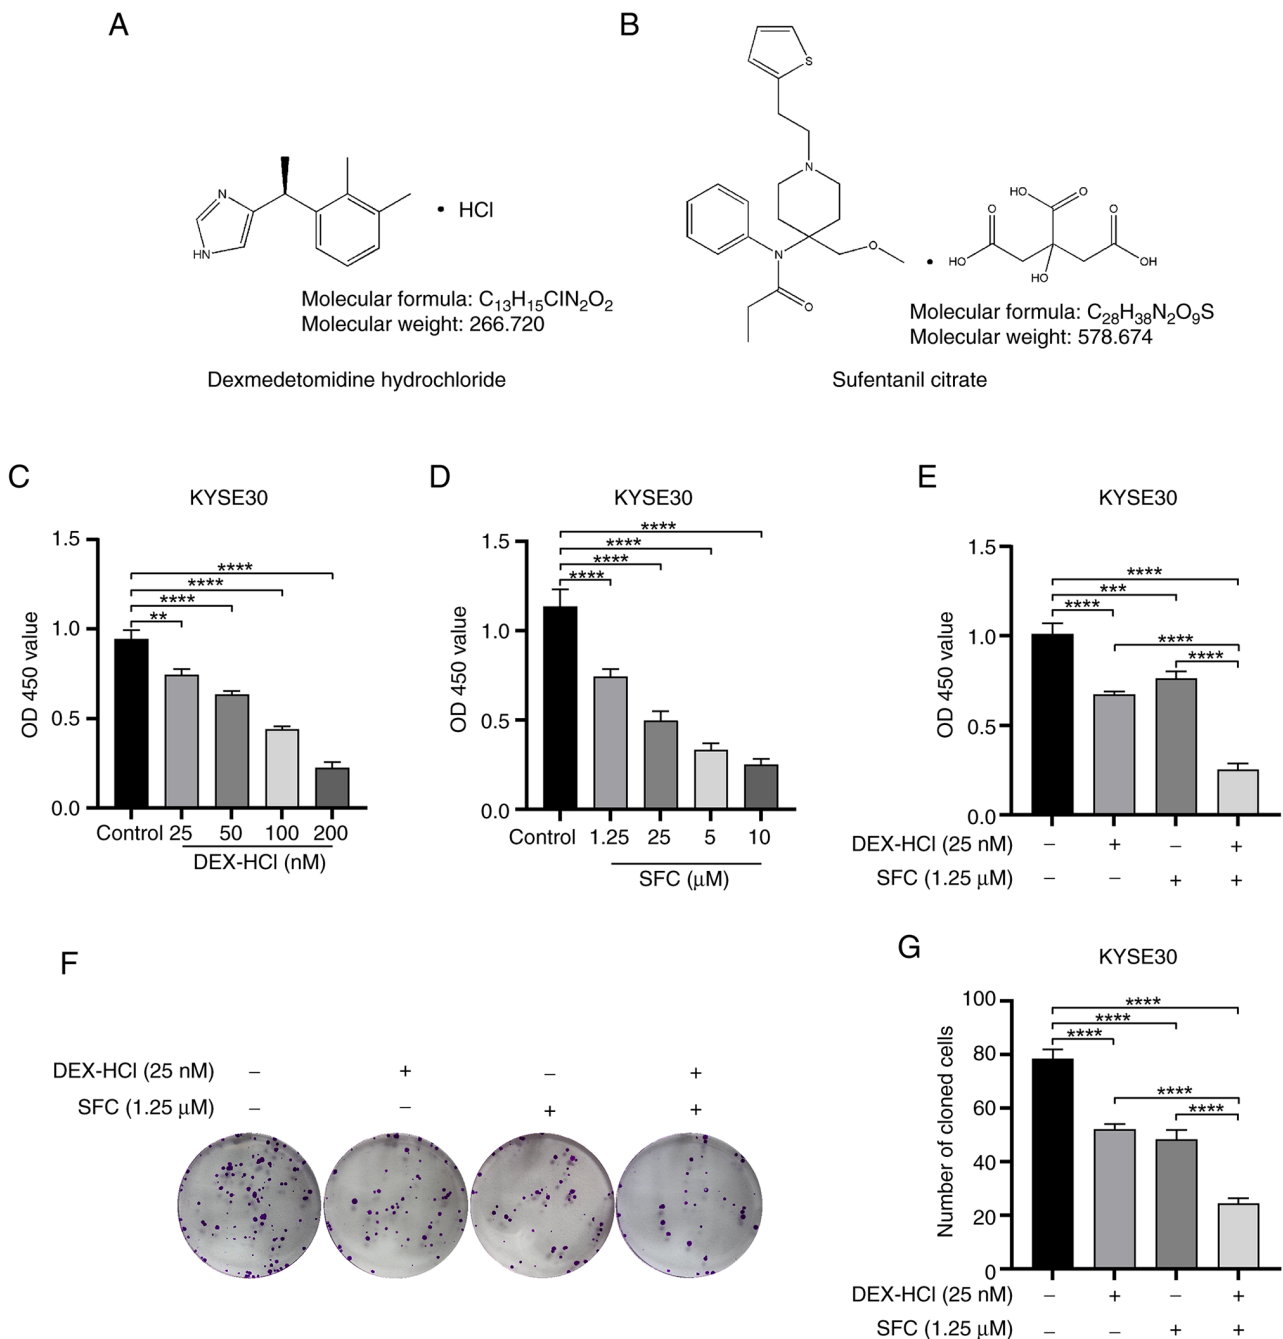 A
N
HN
• HCl
Molecular formula: C13H15ClN2O2
Molecular weight: 266.720
Dexmedetomidine hydrochloride
B
S
N
N
O
O
•
HO
O
O
O
HO
OH
HO
Molecular formula: C28H38N2O9S
Molecular weight: 578.674
Sufentanil citrate
C
KYSE30
OD 450 value
1.5
1.0
0.5
0.0
****
****
****
**
Control 25 50 100 200
DEX-HCl (nM)
D
KYSE30
OD 450 value
1.5
1.0
0.5
0.0
****
****
****
****
Control 1.25 25 5 10
SFC (μM)
E
KYSE30
OD 450 value
1.5
1.0
0.5
0.0
****
***
****
****
****
DEX-HCl (25 nM) – + – +
SFC (1.25 μM) – – + +
F
DEX-HCl (25 nM) – + – +
SFC (1.25 μM) – – + +
G
KYSE30
Number of cloned cells
100
80
60
40
20
0
****
****
****
****
****
DEX-HCl (25 nM) – + – +
SFC (1.25 μM) – – + +